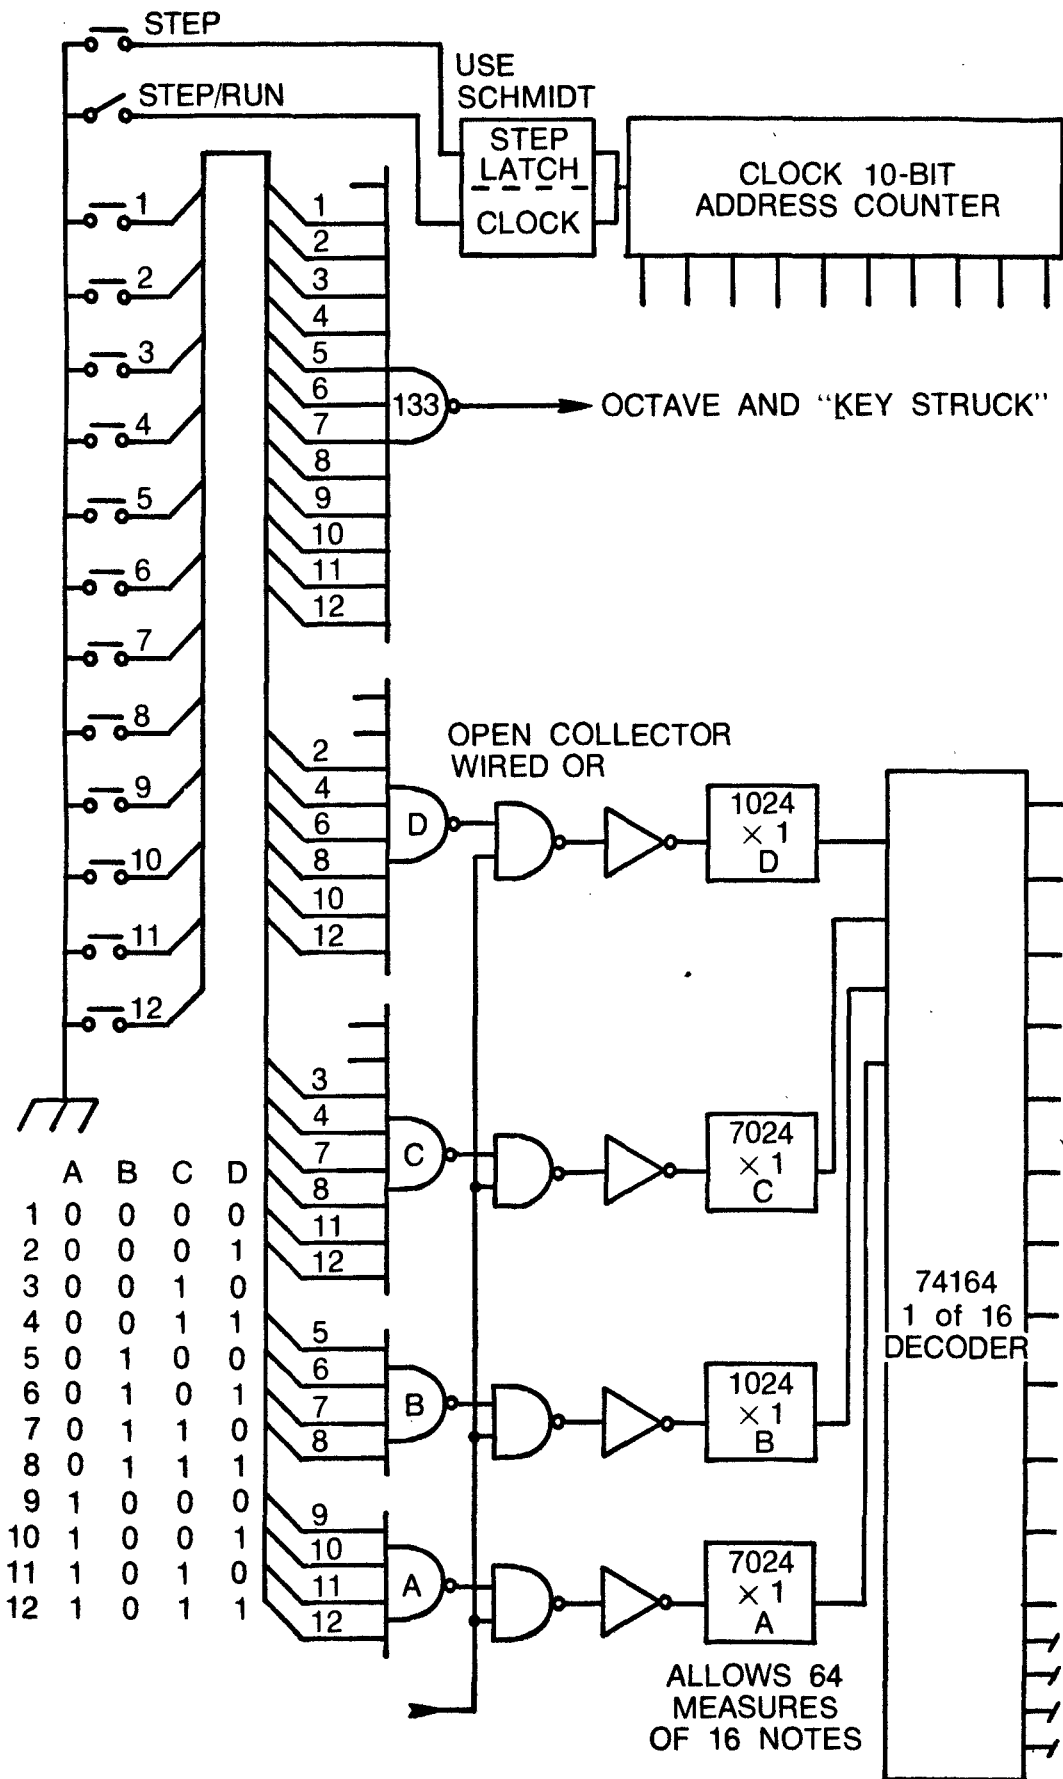 STEP
USE
SCHMIDT
STEP/RUN
STEP
LATCH
CLOCK
CLOCK 10-BIT
ADDRESS COUNTER
1
2
3
4
5
6
7
8
9
10
11
12
1
2
3
4
5
6
7
8
9
10
11
12
133
OCTAVE AND “KEY STRUCK”
OPEN COLLECTOR
WIRED OR
2
4
6
8
10
12
D
1024
× 1
D
3
4
7
8
11
12
C
7024
× 1
C
5
6
7
8
B
1024
× 1
B
9
10
11
12
A
7024
× 1
A
74164
1 of 16
DECODER
ALLOWS 64
MEASURES
OF 16 NOTES
A B C D
1 0 0 0 0
2 0 0 0 1
3 0 0 1 0
4 0 0 1 1
5 0 1 0 0
6 0 1 0 1
7 0 1 1 0
8 0 1 1 1
9 1 0 0 0
10 1 0 0 1
11 1 0 1 0
12 1 0 1 1